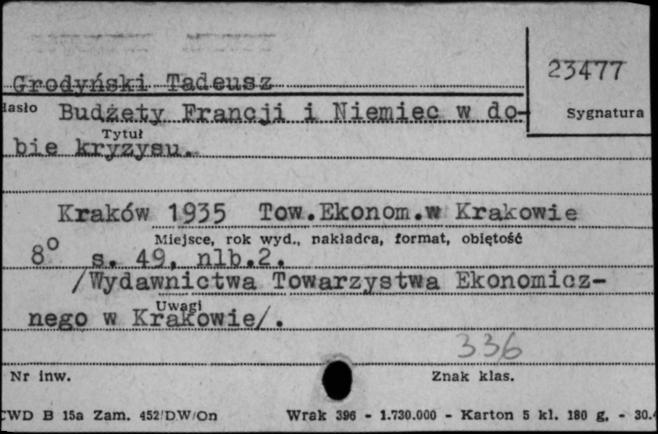 23477
Grodyński Tadeusz
Hasło Budżety Francji i Niemiec w do- Sygnatura
Tytuł
bie kryzysu.
Kraków 1935 Tow.Ekonom.w Krakowie
Miejsce, rok wyd., nakładca, format, objętość
8° s. 49, nlb.2.
/Wydawnictwa Towarzystwa Ekonomicz-
Uwagi
nego w Krakowie/.
336
Nr inw. Znak klas.
CWD B 15a Zam. 452/DW/On Wrak 396 - 1.730.000 - Karton 5 kl. 180 g. - 30.